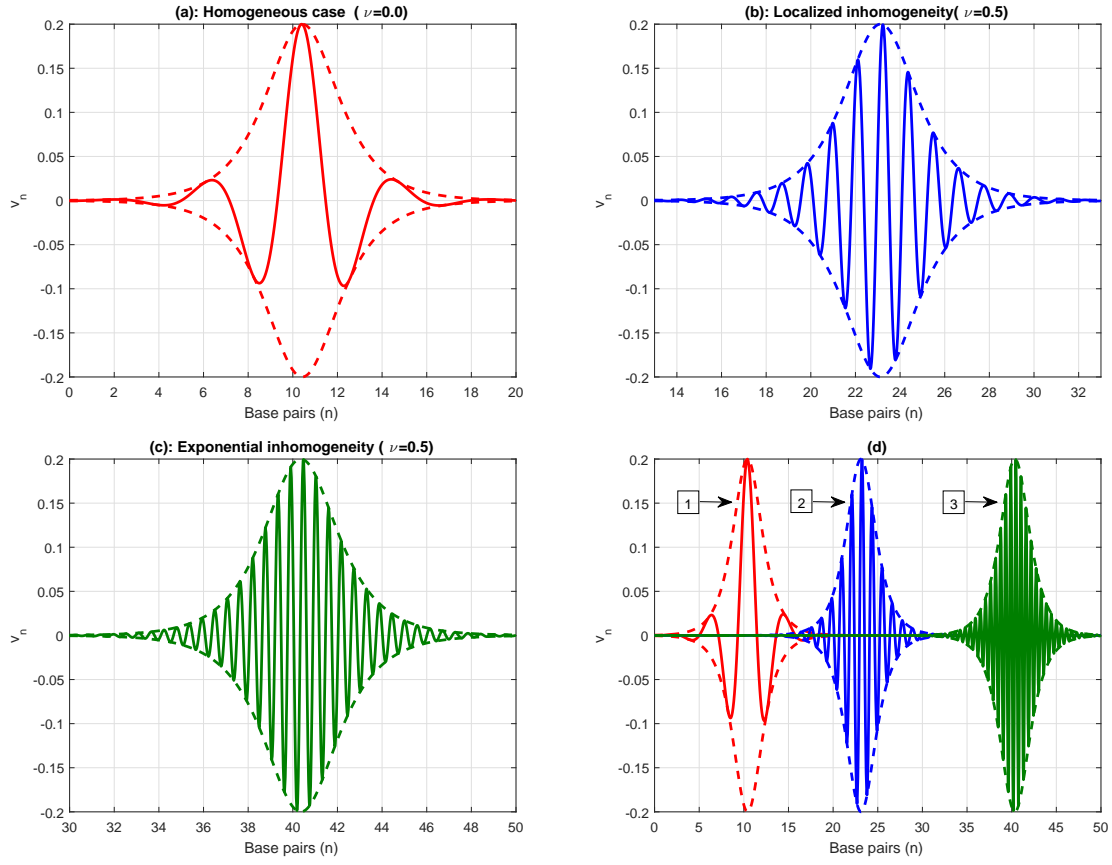 (a): Homogeneous case ( ν=0.0)
0.2
0.15
0.1
0.05
0
-0.05
-0.1
-0.15
-0.2
v_n
0 2 4 6 8 10 12 14 16 18 20
Base pairs (n)
(b): Localized inhomogeneity( ν=0.5)
0.2
0.15
0.1
0.05
0
-0.05
-0.1
-0.15
-0.2
v_n
14 16 18 20 22 24 26 28 30 32
Base pairs (n)
(c): Exponential inhomogeneity ( ν=0.5)
0.2
0.15
0.1
0.05
0
-0.05
-0.1
-0.15
-0.2
v_n
30 32 34 36 38 40 42 44 46 48 50
Base pairs (n)
(d)
0.2
0.15
0.1
0.05
0
-0.05
-0.1
-0.15
-0.2
v_n
1 2 3
0 5 10 15 20 25 30 35 40 45 50
Base pairs (n)